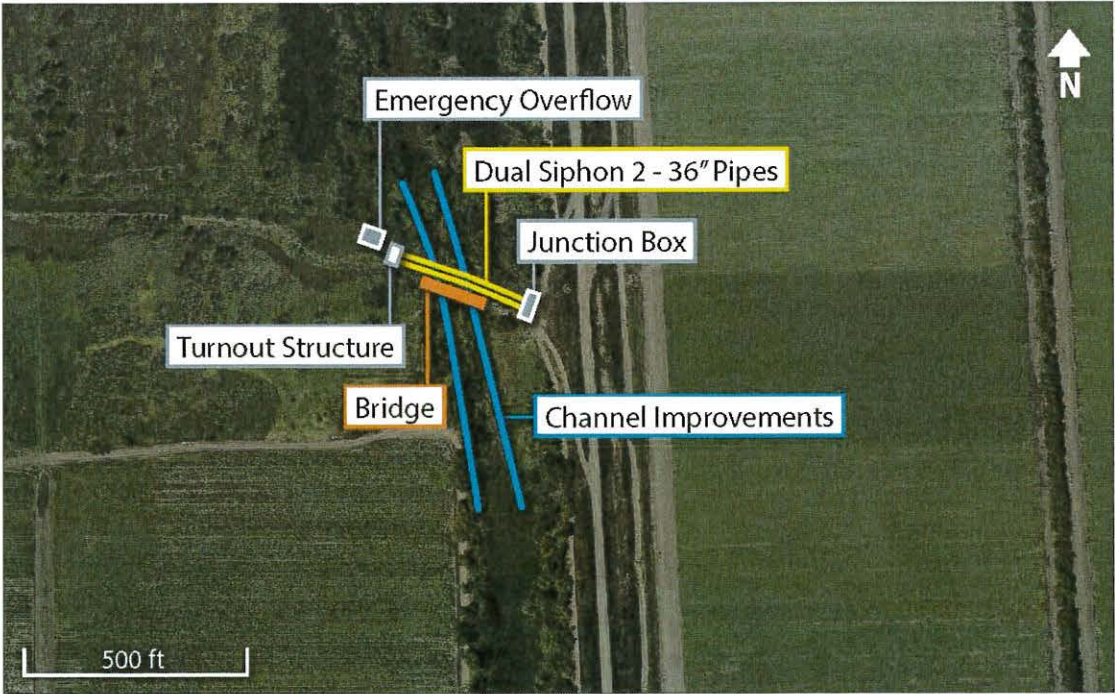 N
Emergency Overflow
Dual Siphon 2 - 36" Pipes
Junction Box
Turnout Structure
Bridge
Channel Improvements
500 ft